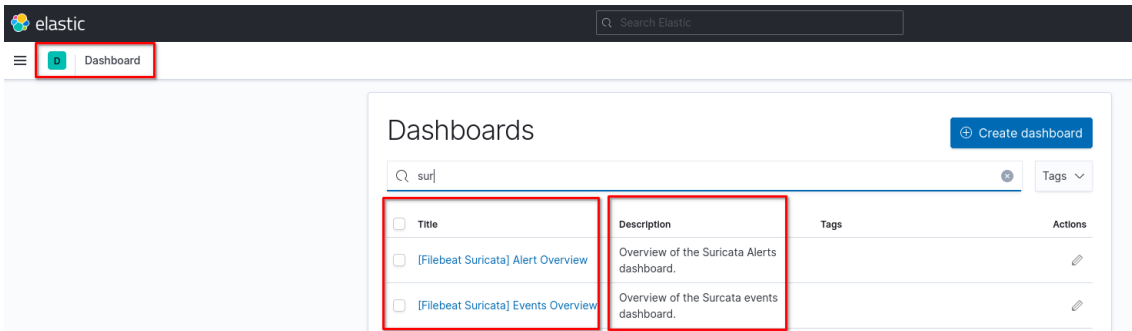 elastic
Search Elastic
D Dashboard
Dashboards
Create dashboard
sur
Tags
Title Description Tags Actions
[Filebeat Suricata] Alert Overview Overview of the Suricata Alerts
dashboard.
[Filebeat Suricata] Events Overview Overview of the Surcata events
dashboard.